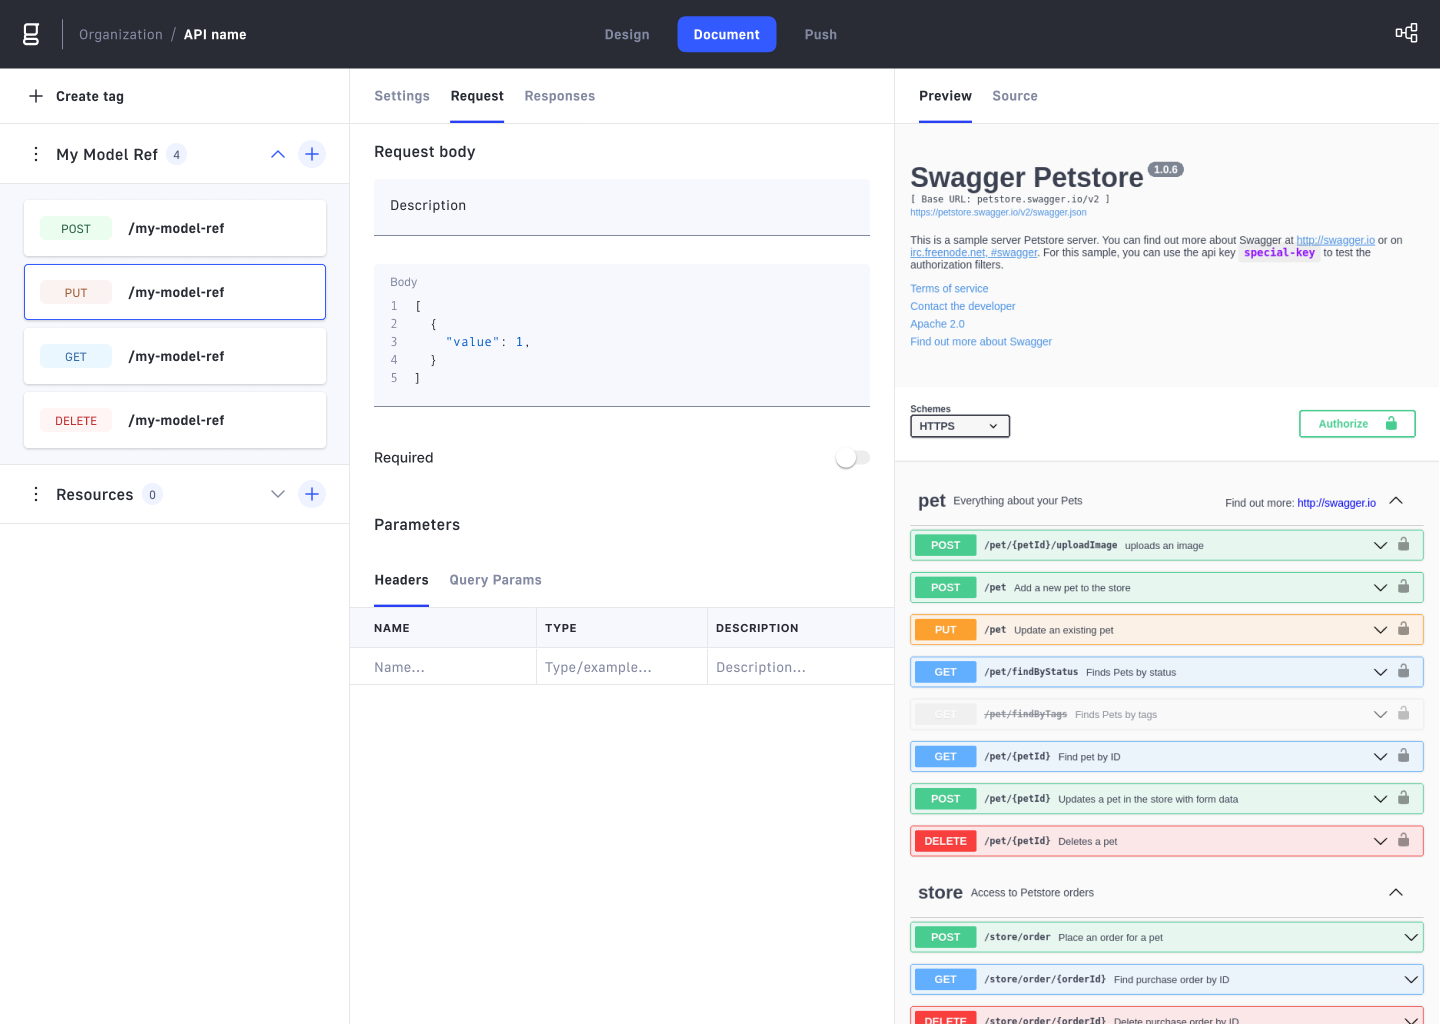 g Organization / API name Design Document Push
Create tag
My Model Ref 4
POST /my-model-ref
PUT /my-model-ref
GET /my-model-ref
DELETE /my-model-ref
Resources 0
Settings Request Responses
Request body
Description
Body
1 [
2 {
3 "value": 1,
4 }
5 ]
Required
Parameters
Headers Query Params
NAME TYPE DESCRIPTION
Name... Type/example... Description...
Preview Source
Swagger Petstore 1.0.6
[ Base URL: petstore.swagger.io/v2 ]
https://petstore.swagger.io/v2/swagger.json
This is a sample server Petstore server. You can find out more about Swagger at http://swagger.io or on
irc.freenode.net, #swagger. For this sample, you can use the api key special-key to test the
authorization filters.
Terms of service
Contact the developer
Apache 2.0
Find out more about Swagger
Schemes
HTTPS Authorize
pet Everything about your Pets Find out more: http://swagger.io
POST /pet/{petId}/uploadImage uploads an image
POST /pet Add a new pet to the store
PUT /pet Update an existing pet
GET /pet/findByStatus Finds Pets by status
GET /pet/findByTags Finds Pets by tags
GET /pet/{petId} Find pet by ID
POST /pet/{petId} Updates a pet in the store with form data
DELETE /pet/{petId} Deletes a pet
store Access to Petstore orders
POST /store/order Place an order for a pet
GET /store/order/{orderId} Find purchase order by ID
DELETE /store/order/{orderId} Delete purchase order by ID